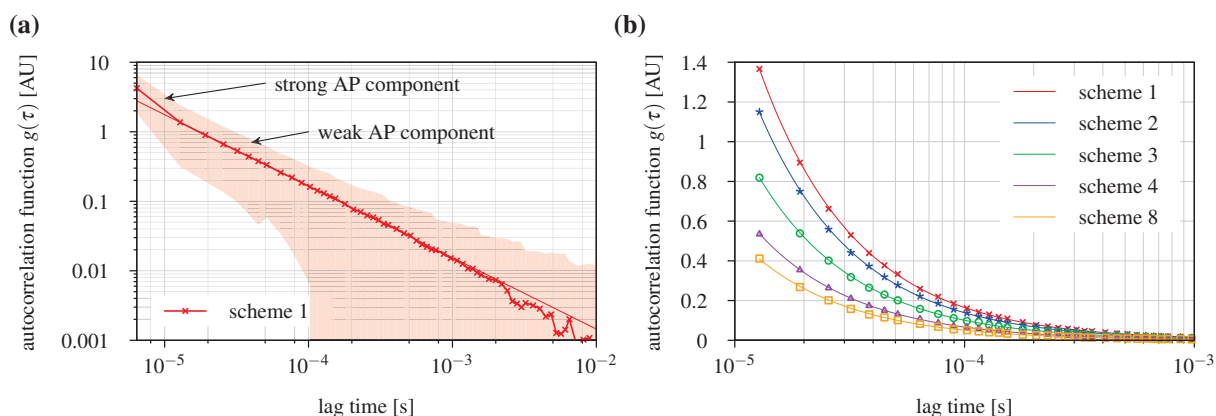 (a)
autocorrelation function g(τ) [AU]
10
1
0.1
0.01
0.001
strong AP component
weak AP component
scheme 1
10⁻⁵
10⁻⁴
10⁻³
10⁻²
lag time [s]
(b)
autocorrelation function g(τ) [AU]
1.4
1.2
1
0.8
0.6
0.4
0.2
0
scheme 1
scheme 2
scheme 3
scheme 4
scheme 8
10⁻⁵
10⁻⁴
10⁻³
lag time [s]